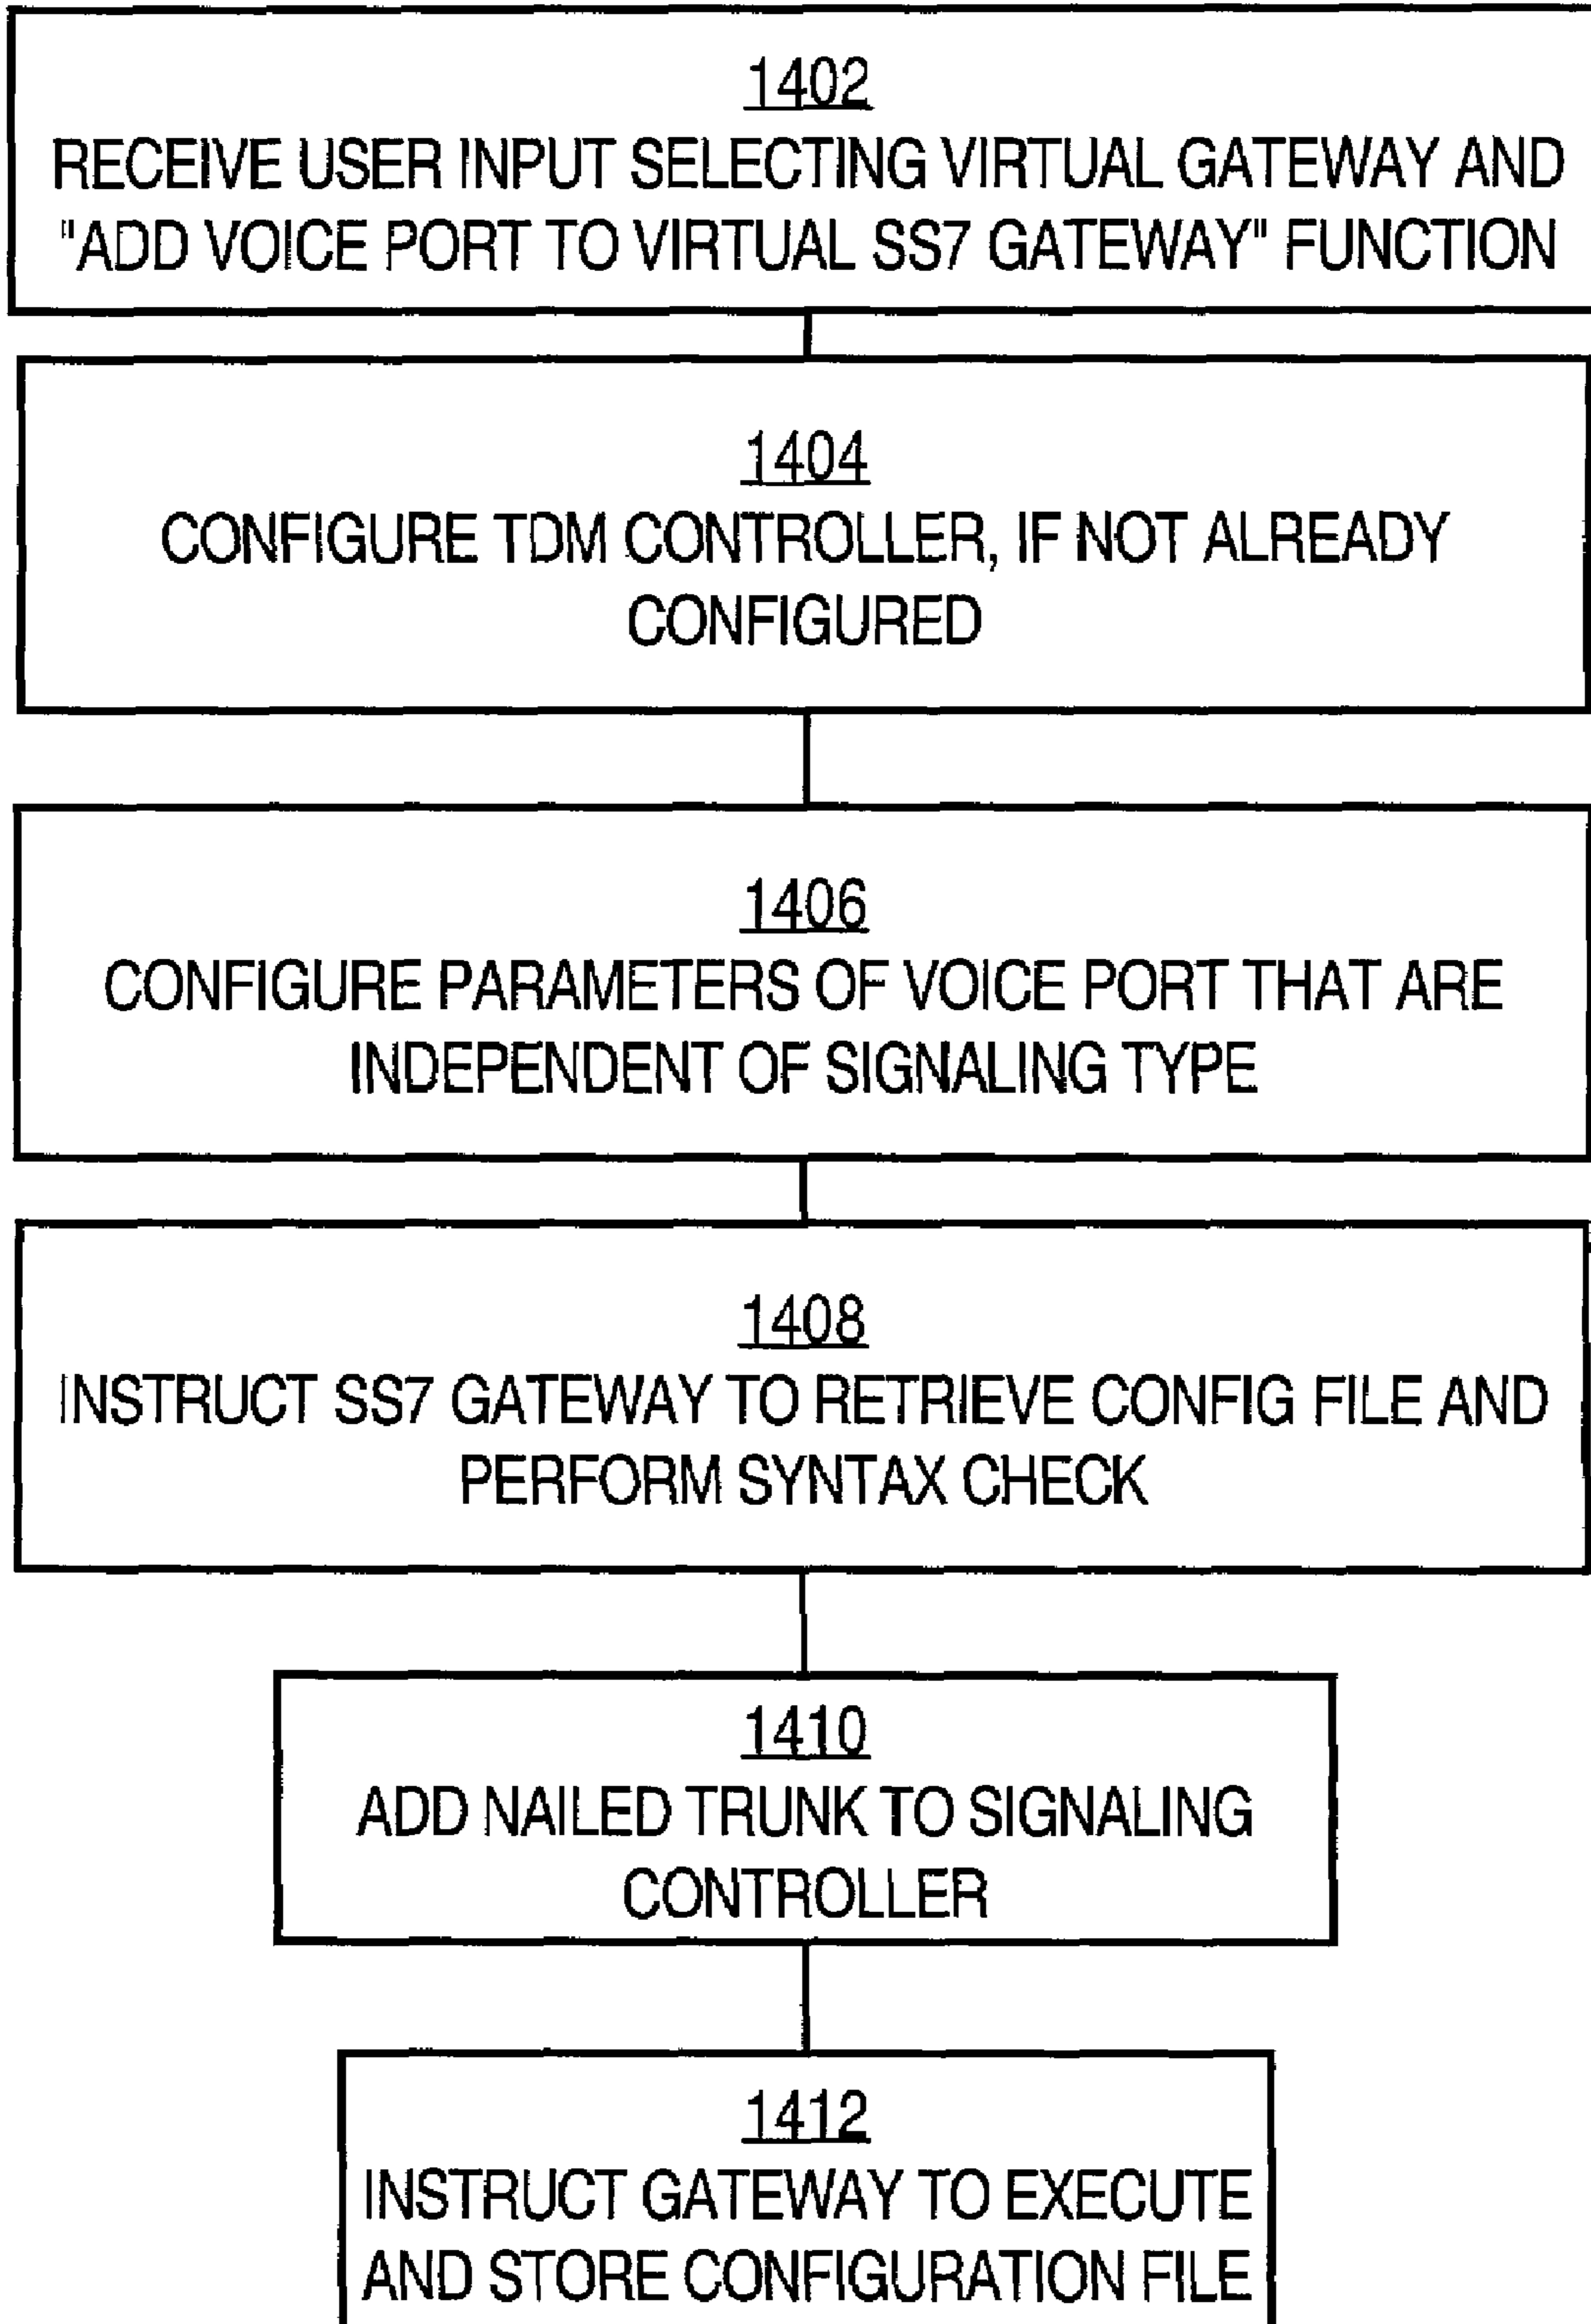 1402
RECEIVE USER INPUT SELECTING VIRTUAL GATEWAY AND
"ADD VOICE PORT TO VIRTUAL SS7 GATEWAY" FUNCTION
1404
CONFIGURE TDM CONTROLLER, IF NOT ALREADY
CONFIGURED
1406
CONFIGURE PARAMETERS OF VOICE PORT THAT ARE
INDEPENDENT OF SIGNALING TYPE
1408
INSTRUCT SS7 GATEWAY TO RETRIEVE CONFIG FILE AND
PERFORM SYNTAX CHECK
1410
ADD NAILED TRUNK TO SIGNALING
CONTROLLER
1412
INSTRUCT GATEWAY TO EXECUTE
AND STORE CONFIGURATION FILE